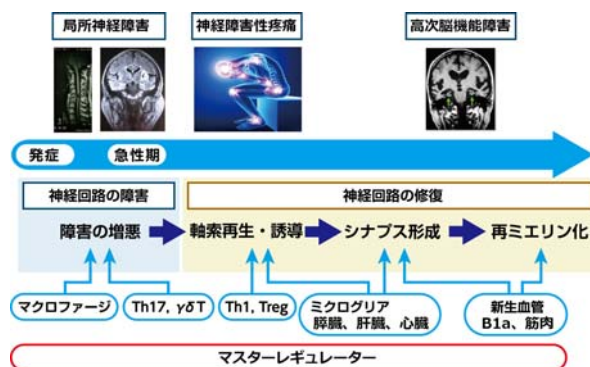 局所神経障害
神経障害性疼痛
高次脳機能障害
発症
急性期
神経回路の障害
神経回路の修復
障害の増悪
軸索再生・誘導
シナプス形成
再ミエリン化
マクロファージ
Th17, γδT
Th1, Treg
ミクログリア
膵臓、肝臓、心臓
新生血管
B1a、筋肉
マスターレギュレーター